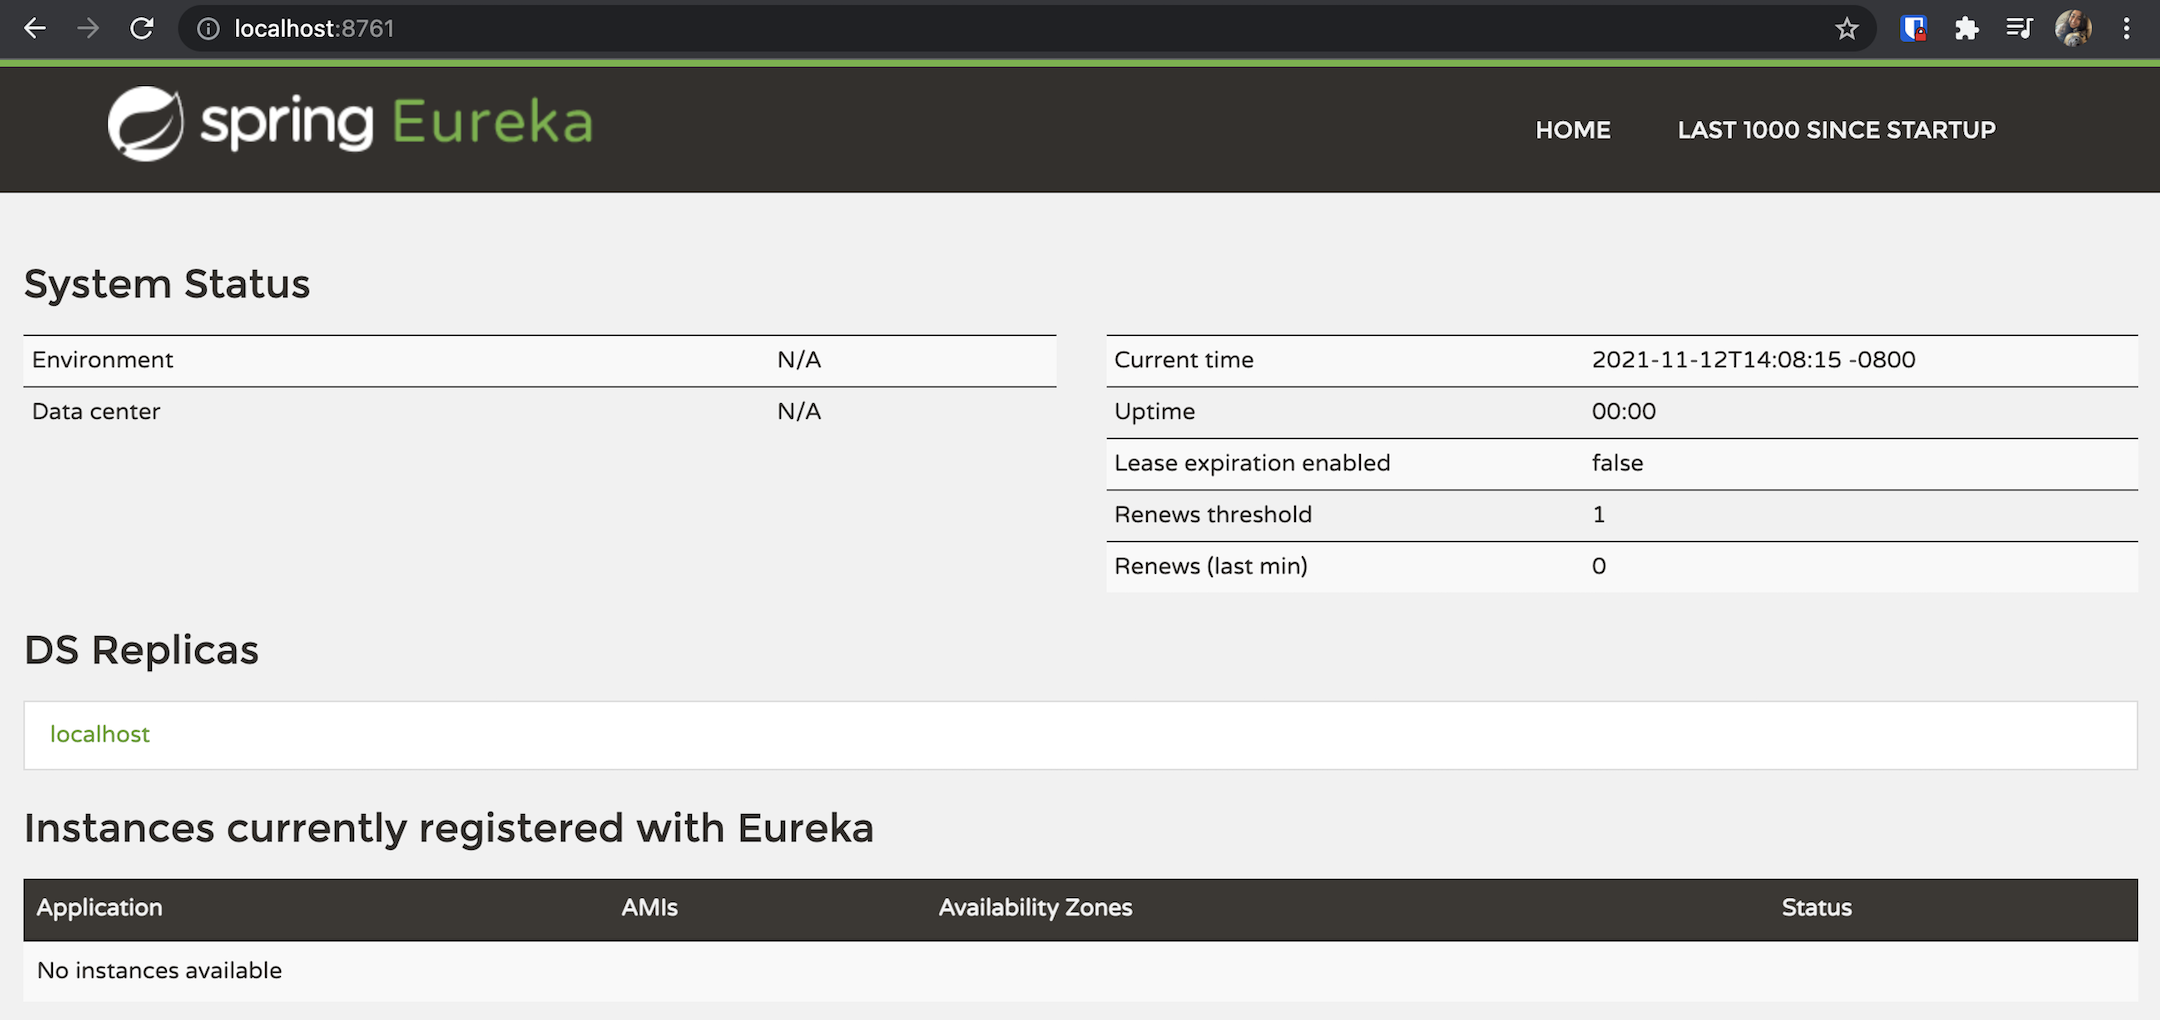 localhost:8761
spring Eureka
HOME LAST 1000 SINCE STARTUP
System Status
Environment N/A
Data center N/A
Current time 2021-11-12T14:08:15 -0800
Uptime 00:00
Lease expiration enabled false
Renews threshold 1
Renews (last min) 0
DS Replicas
localhost
Instances currently registered with Eureka
Application AMIs Availability Zones Status
No instances available